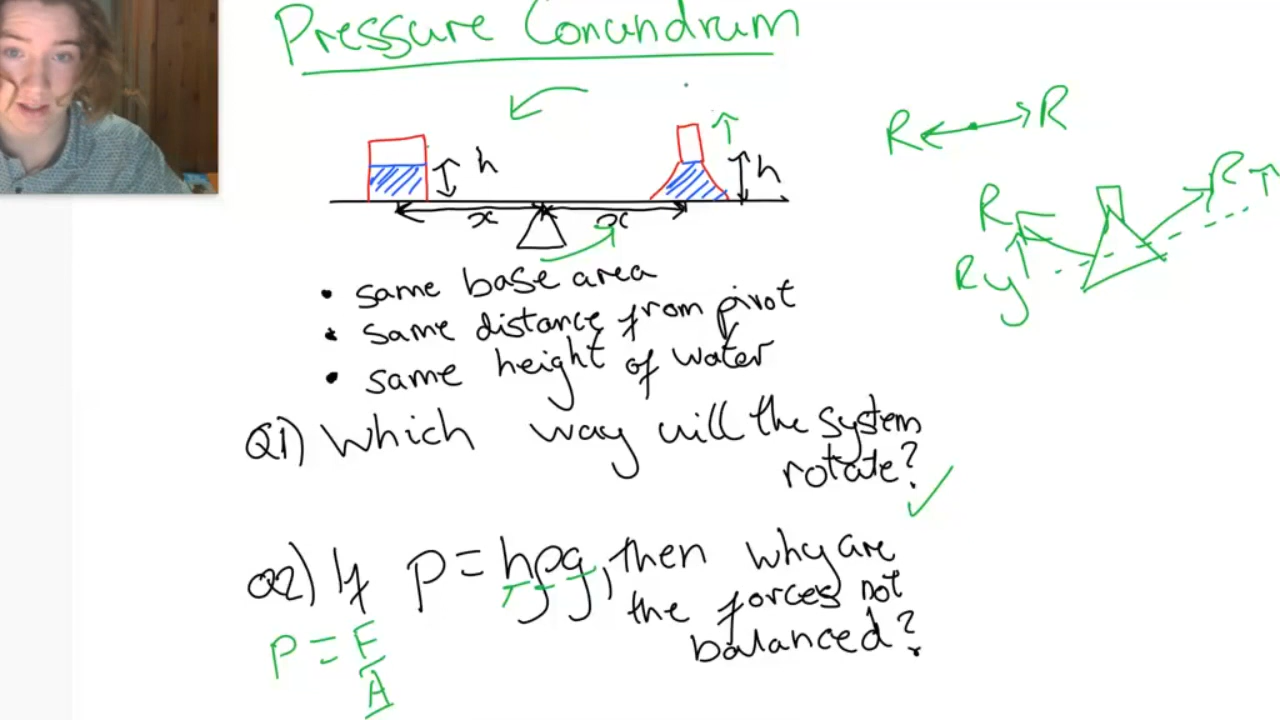 Pressure Conundrum
R R
h h
x x
R R
Ry
• same base area
• same distance from pivot
• same height of water
Q1) Which way will the system
rotate?
Q2) If P = hρg, then why are
the forces not
balanced?
P = F
A